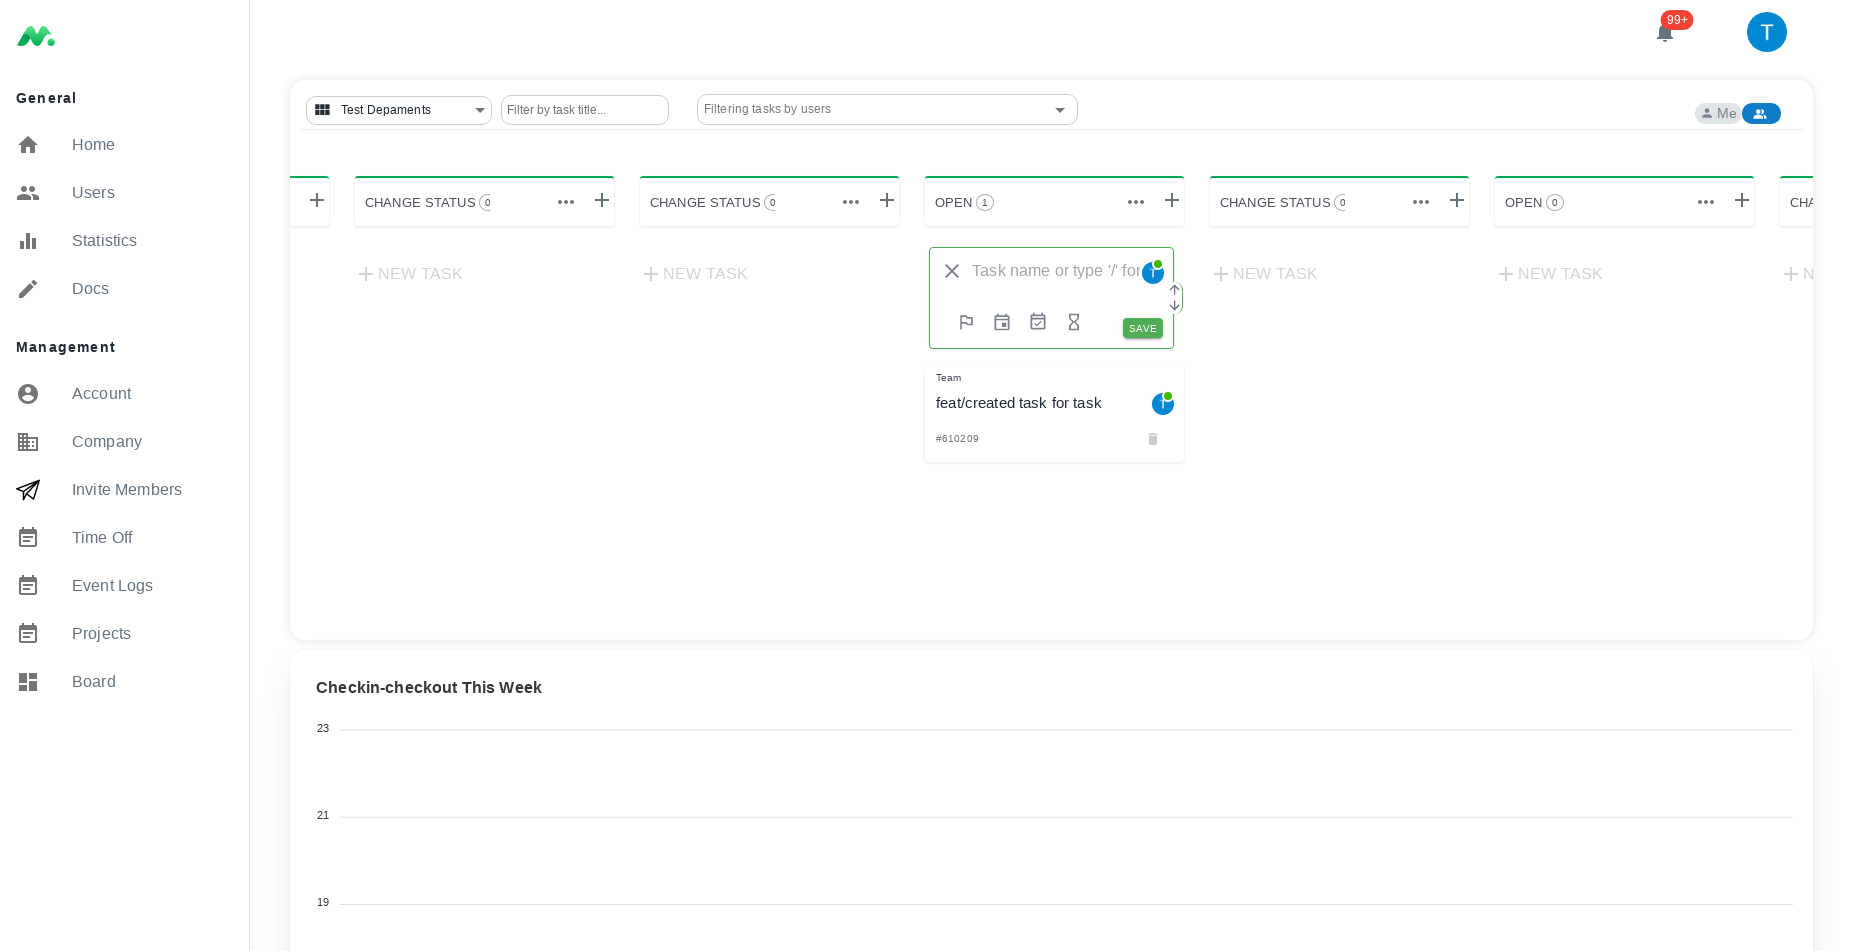 99+
T
General
Home
Users
Statistics
Docs
Management
Account
Company
Invite Members
Time Off
Event Logs
Projects
Board
Test Depaments
Filter by task title...
Filtering tasks by users
Me
CHANGE STATUS 0
NEW TASK
CHANGE STATUS 0
NEW TASK
OPEN 1
Task name or type '/' for
T
SAVE
Team
feat/created task for task
T
#610209
CHANGE STATUS 0
NEW TASK
OPEN 0
NEW TASK
CHA
N
Checkin-checkout This Week
23
21
19